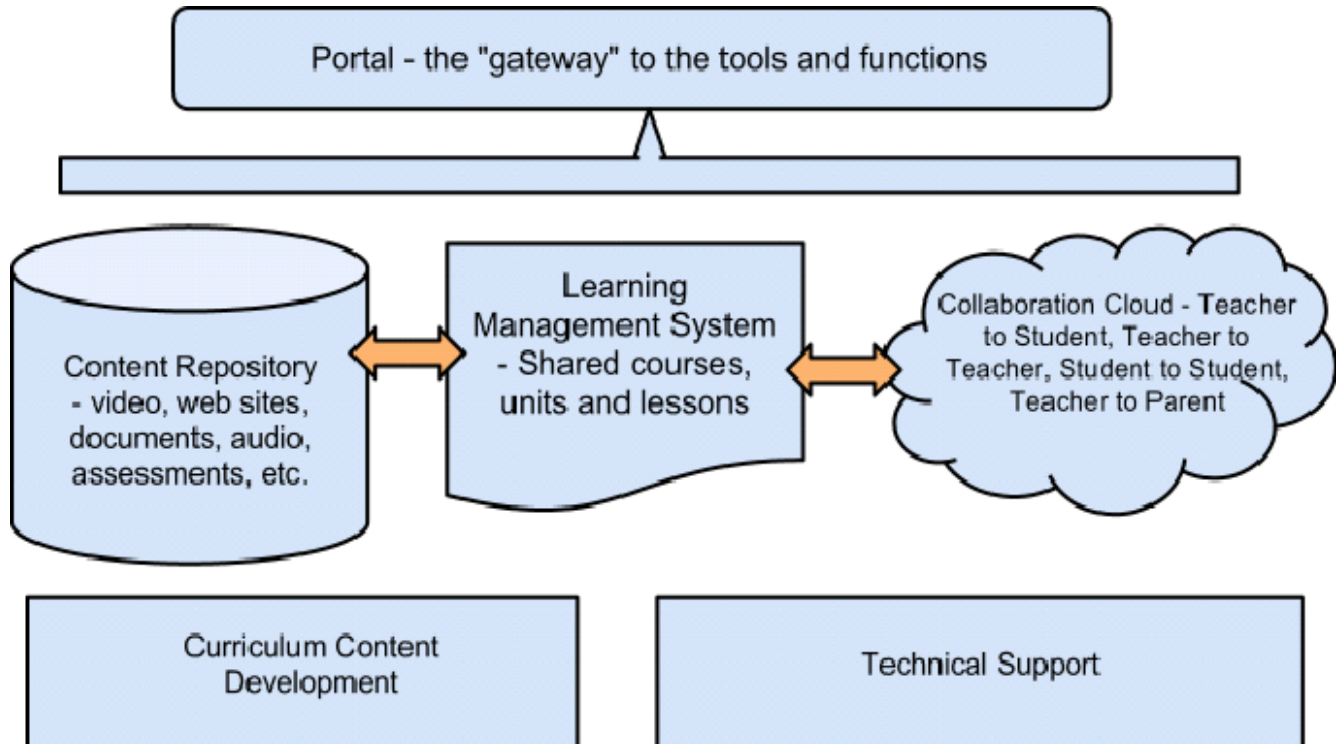 Portal - the "gateway" to the tools and functions
Content Repository
- video, web sites,
documents, audio,
assessments, etc.
Learning
Management System
- Shared courses,
units and lessons
Collaboration Cloud - Teacher
to Student, Teacher to
Teacher, Student to Student,
Teacher to Parent
Curriculum Content
Development
Technical Support